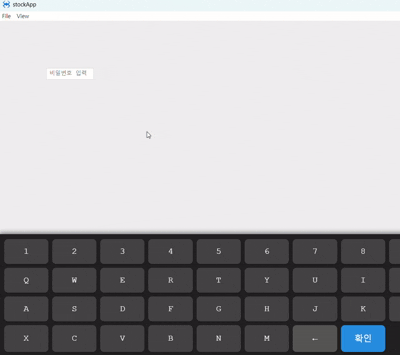 stockApp
File View
비밀번호 입력
1 2 3 4 5 6 7 8
Q W E R T Y U I
A S D F G H J K
X C V B N M ← 확인